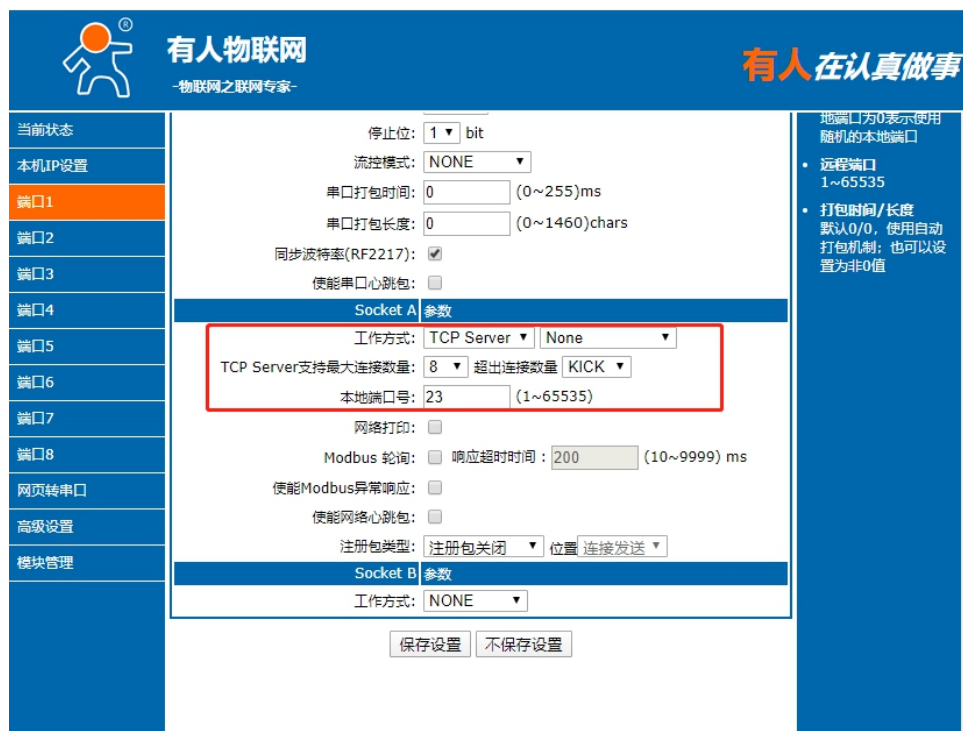 ®
有人物联网
-物联网之联网专家-
有人在认真做事
当前状态
本机IP设置
端口1
端口2
端口3
端口4
端口5
端口6
端口7
端口8
网页转串口
高级设置
模块管理
停止位: 1 bit
流控模式: NONE
串口打包时间: 0 (0~255)ms
串口打包长度: 0 (0~1460)chars
同步波特率(RF2217):
使能串口心跳包:
Socket A 参数
工作方式: TCP Server None
TCP Server支持最大连接数量: 8 超出连接数量 KICK
本地端口号: 23 (1~65535)
网络打印:
Modbus 轮询: 响应超时时间: 200 (10~9999) ms
使能Modbus异常响应:
使能网络心跳包:
注册包类型: 注册包关闭 位置 连接发送
Socket B 参数
工作方式: NONE
保存设置 不保存设置
地端口为0表示使用
随机的本地端口
• 远程端口
1~65535
• 打包时间/长度
默认0/0，使用自动
打包机制；也可以设
置为非0值